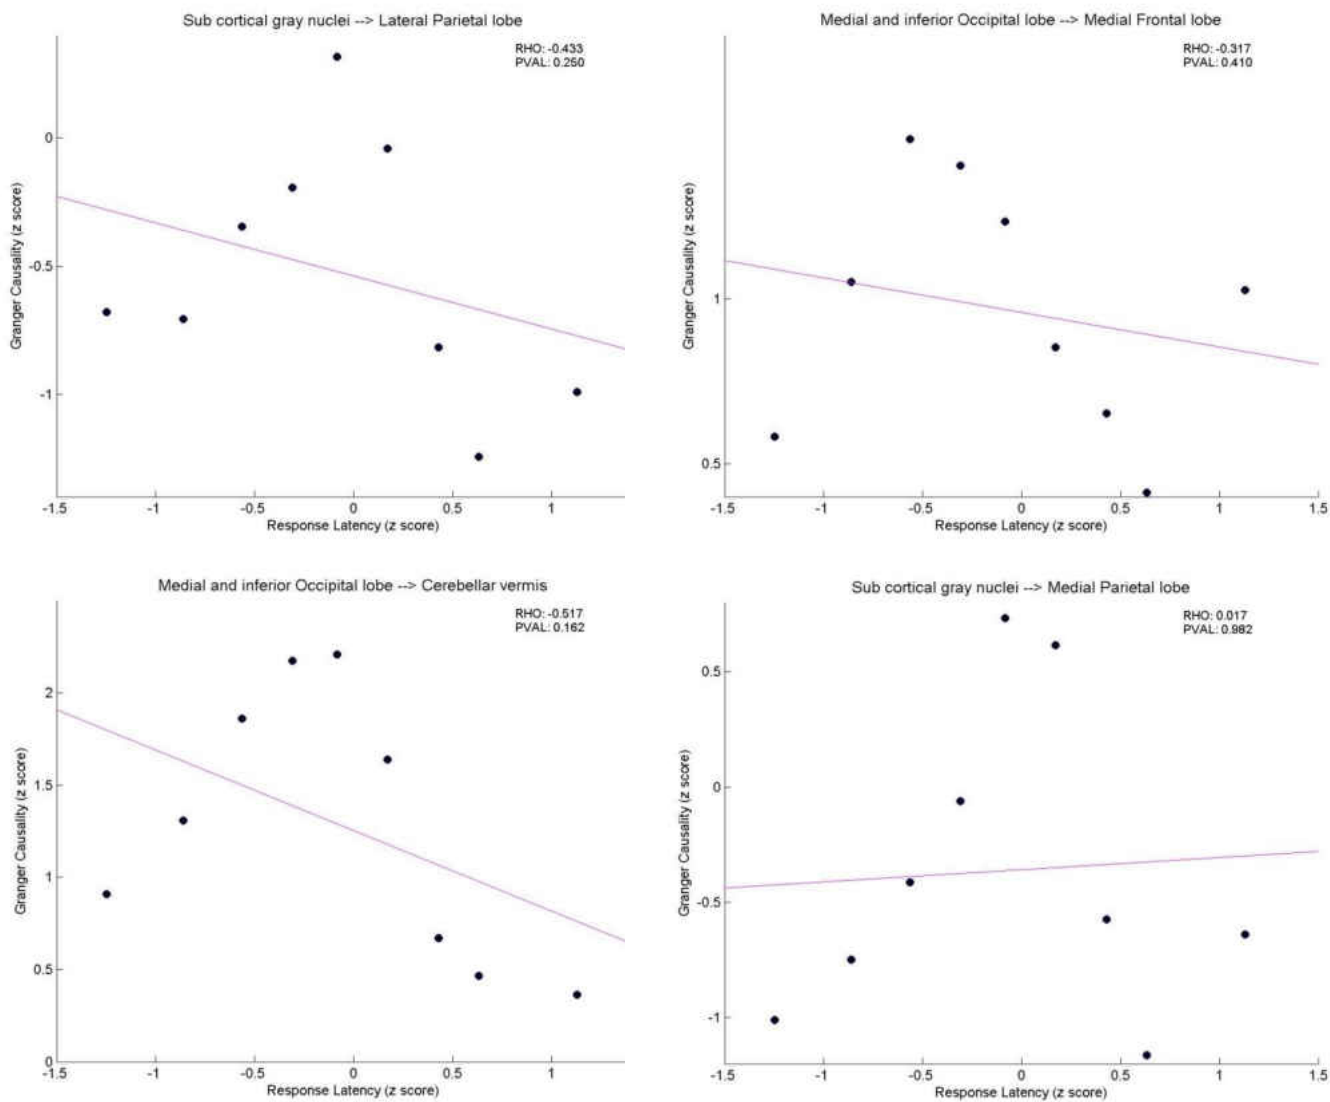 Sub cortical gray nuclei --> Lateral Parietal lobe
RHO: -0.433
PVAL: 0.250
Granger Causality (z score)
0
-0.5
-1
-1.5 -1 -0.5 0 0.5 1
Response Latency (z score)
Medial and inferior Occipital lobe --> Medial Frontal lobe
RHO: -0.317
PVAL: 0.410
Granger Causality (z score)
1
0.5
-1.5 -1 -0.5 0 0.5 1 1.5
Response Latency (z score)
Medial and inferior Occipital lobe --> Cerebellar vermis
RHO: -0.517
PVAL: 0.162
Granger Causality (z score)
2
1.5
1
0.5
0
-1.5 -1 -0.5 0 0.5 1
Response Latency (z score)
Sub cortical gray nuclei --> Medial Parietal lobe
RHO: 0.017
PVAL: 0.982
Granger Causality (z score)
0.5
0
-0.5
-1
-1.5 -1 -0.5 0 0.5 1 1.5
Response Latency (z score)